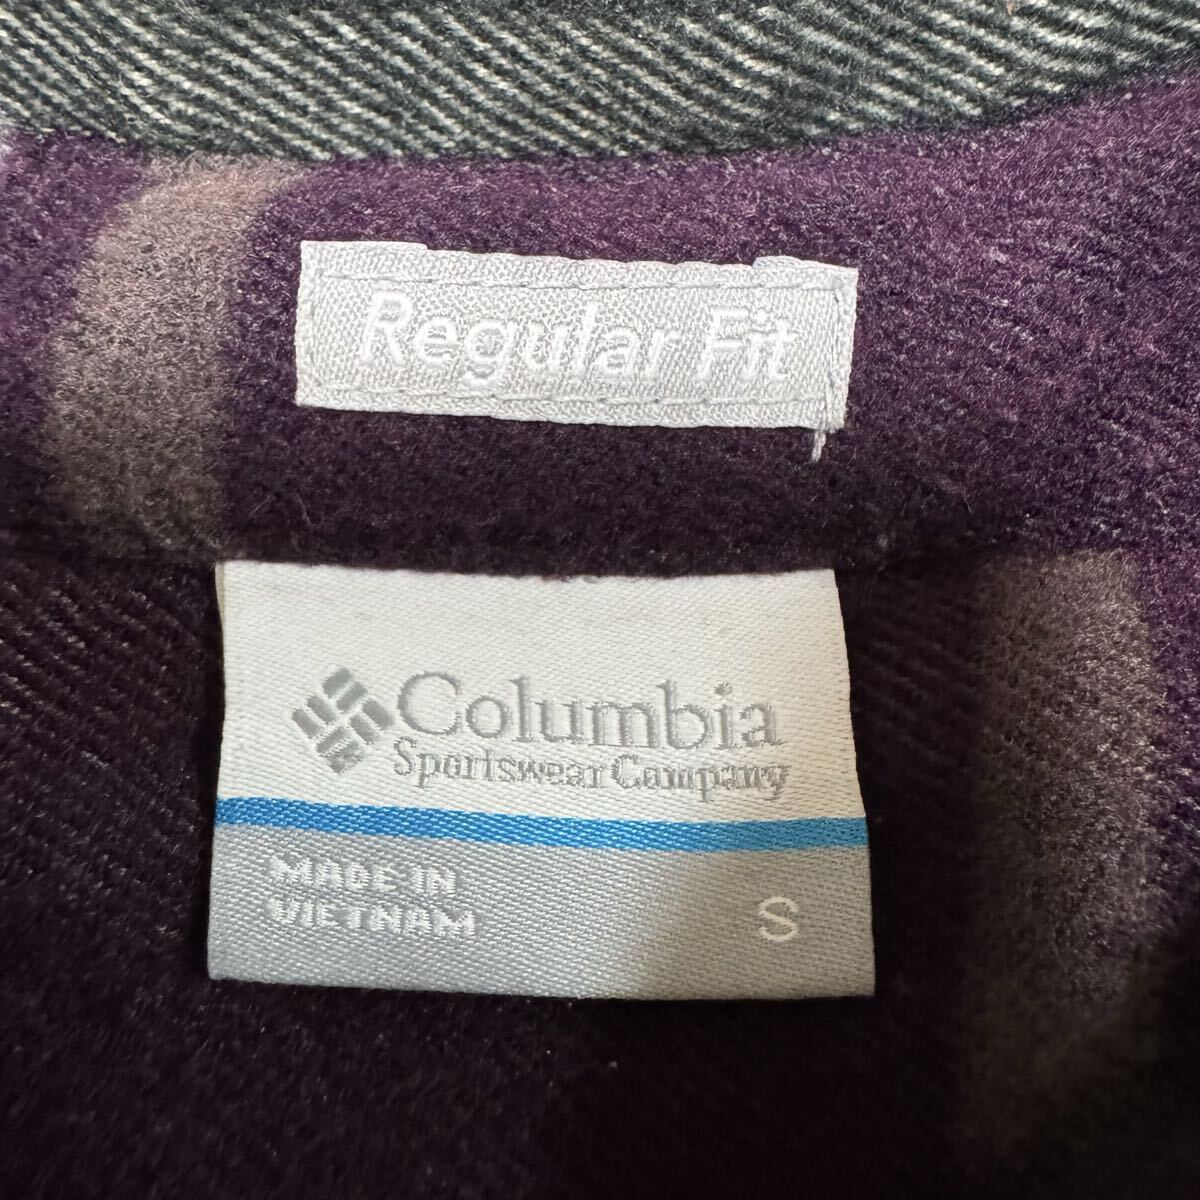 Regular Fit
Columbia
Sportswear Company
MADE IN
VIETNAM
S